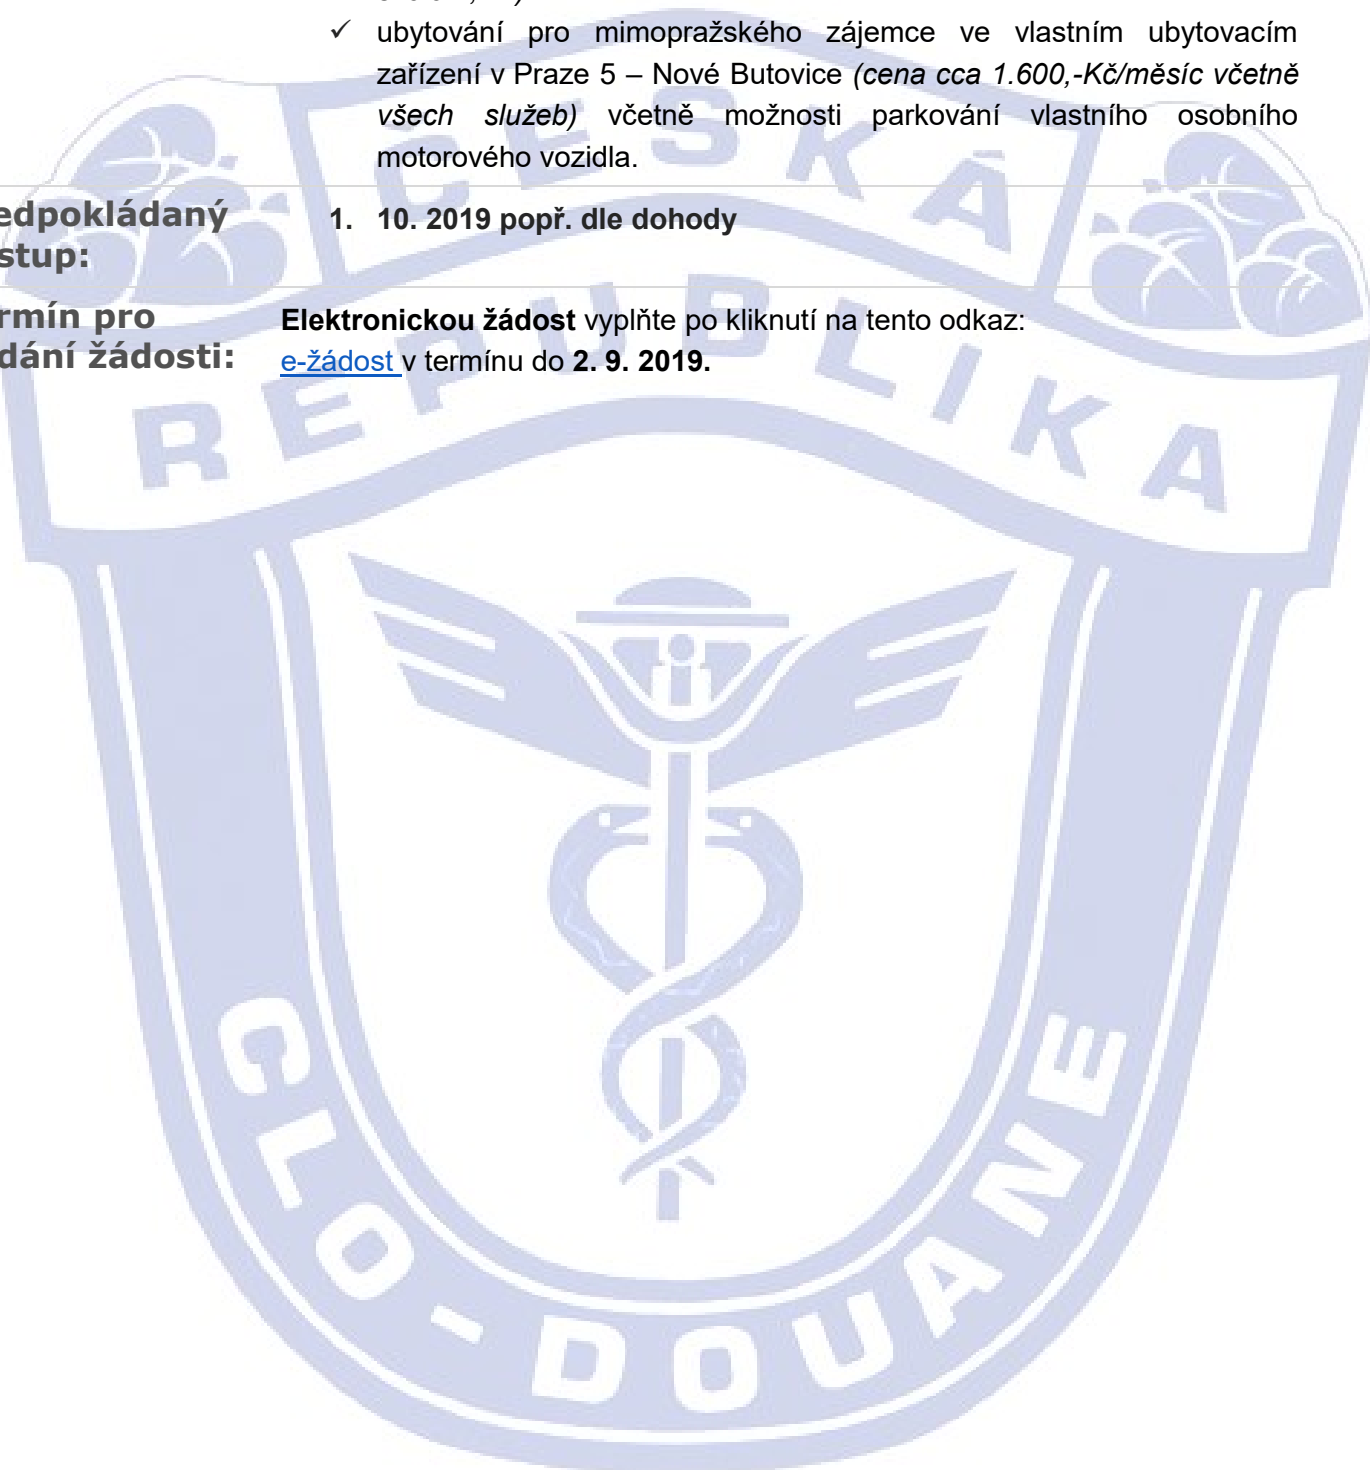 ✓ ubytování pro mimopražského zájemce ve vlastním ubytovacím
zařízení v Praze 5 – Nové Butovice (cena cca 1.600,-Kč/měsíc včetně
všech služeb) včetně možnosti parkování vlastního osobního
motorového vozidla.
edpokládaný
stup:
1. 10. 2019 popř. dle dohody
rmín pro
dání žádosti:
Elektronickou žádost vyplňte po kliknutí na tento odkaz:
e-žádost v termínu do 2. 9. 2019.
ČESKÁ
REPUBLIKA
CLO - DOUANE